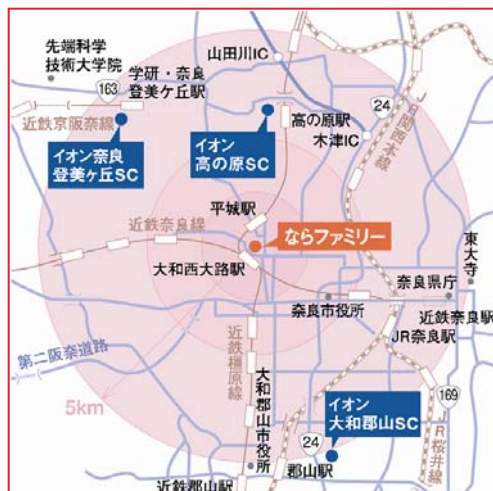 先端科学
技術大学院
163
学研・奈良
登美ケ丘駅
近鉄京阪奈線
イオン奈良
登美ケ丘SC
山田川IC
イオン
高の原SC
高の原駅
木津IC
24
JR関西本線
平城駅
ならファミリー
近鉄奈良線
大和西大路駅
東大寺
奈良県庁
奈良市役所
近鉄奈良駅
JR奈良駅
第二阪奈道路
5km
近鉄橿原線
大和郡山市役所
イオン
大和郡山SC
24
郡山駅
近鉄郡山駅
169
JR桜井線